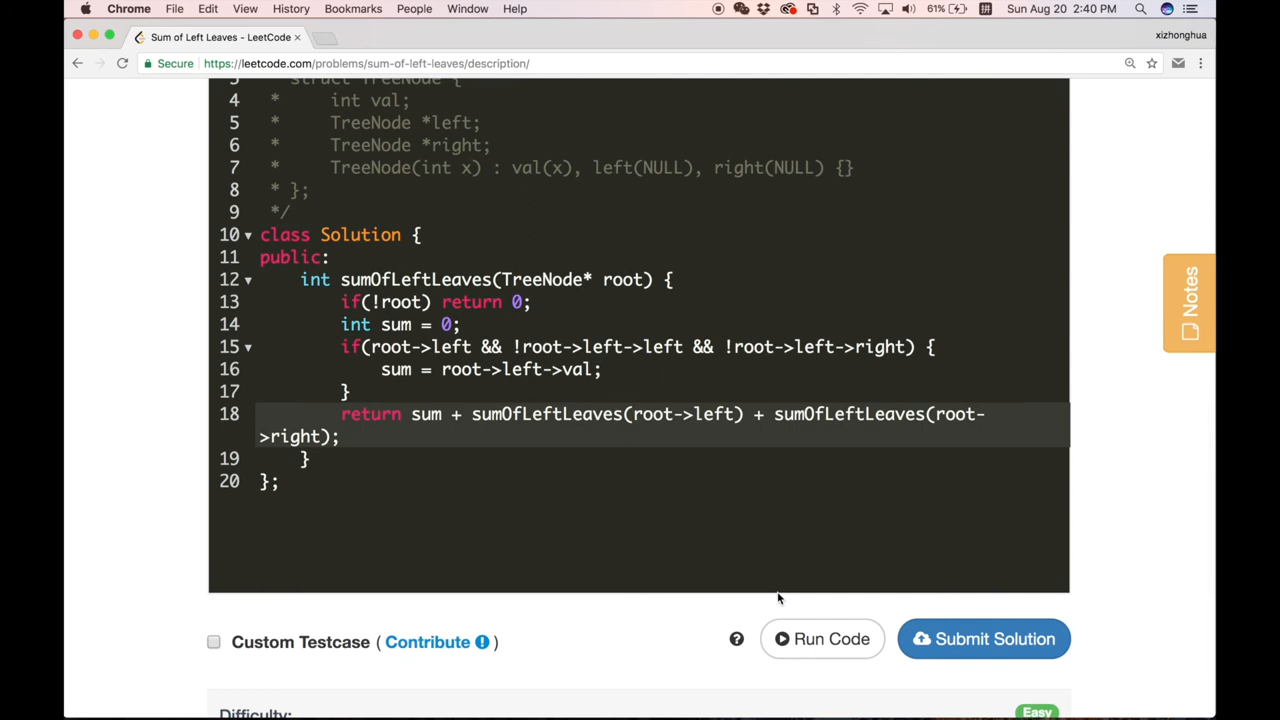 Chrome File Edit View History Bookmarks People Window Help 61% Sun Aug 20 2:40 PM
Sum of Left Leaves - LeetCode × xizhonghua
Secure https://leetcode.com/problems/sum-of-left-leaves/description/
3 * struct TreeNode {
4 * int val;
5 * TreeNode *left;
6 * TreeNode *right;
7 * TreeNode(int x) : val(x), left(NULL), right(NULL) {}
8 * };
9 */
10 class Solution {
11 public:
12 int sumOfLeftLeaves(TreeNode* root) {
13 if(!root) return 0;
14 int sum = 0;
15 if(root->left && !root->left->left && !root->left->right) {
16 sum = root->left->val;
17 }
18 return sum + sumOfLeftLeaves(root->left) + sumOfLeftLeaves(root-
>right);
19 }
20 };
Notes
Custom Testcase ( Contribute ! )
? Run Code Submit Solution
Difficulty: Easy